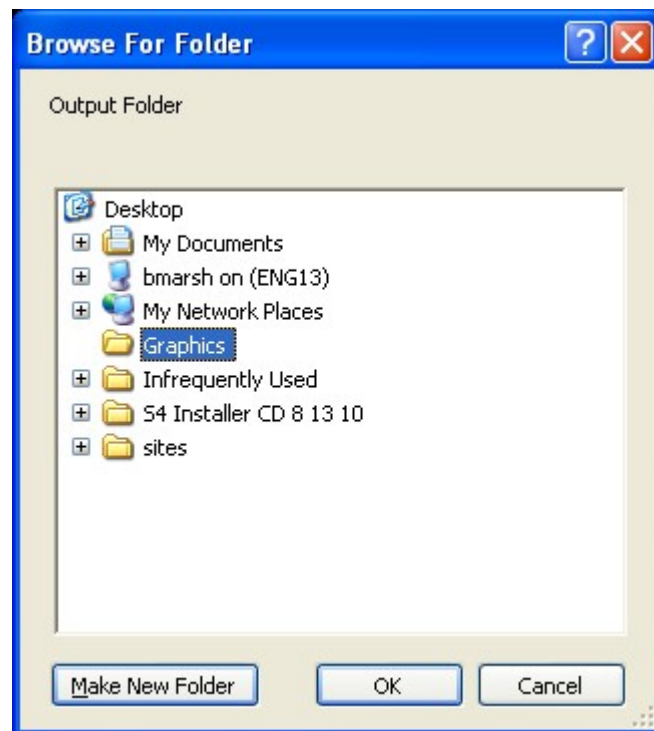 Browse For Folder
Output Folder
Desktop
My Documents
bmarsh on (ENG13)
My Network Places
Graphics
Infrequently Used
S4 Installer CD 8 13 10
sites
Make New Folder OK Cancel